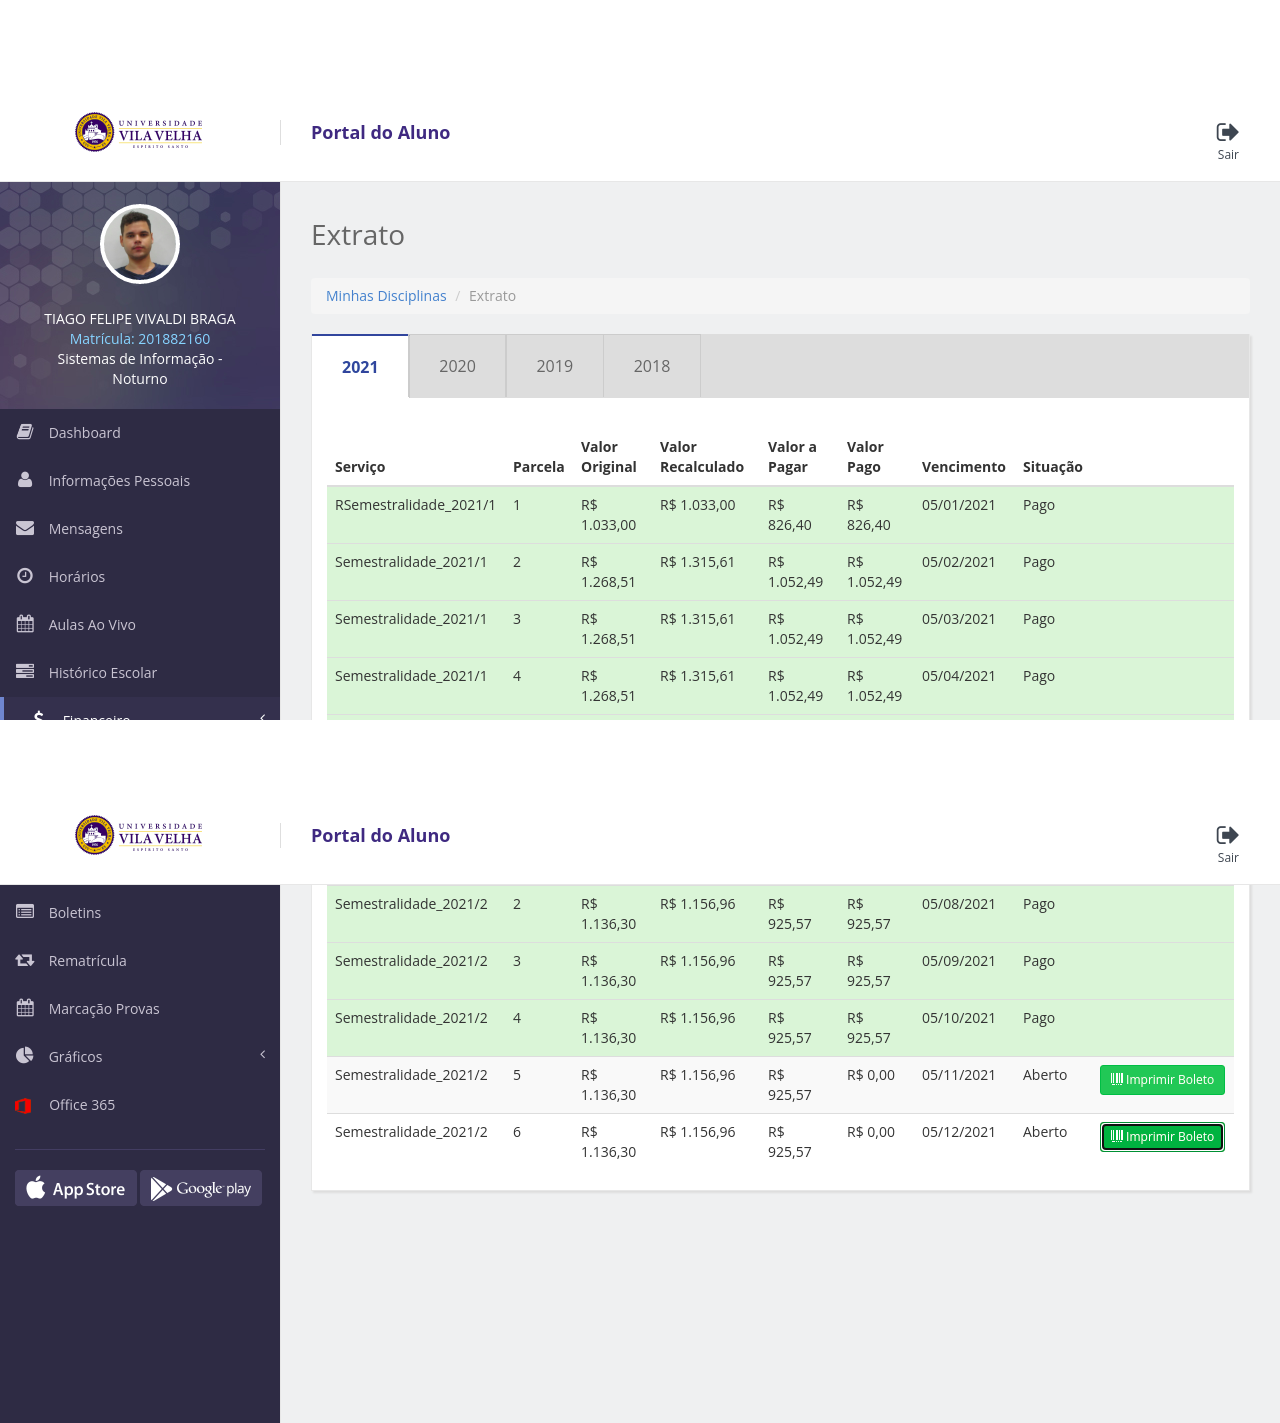 UNIVERSIDADE
VILA VELHA
ESPÍRITO SANTO
Portal do Aluno
Sair
TIAGO FELIPE VIVALDI BRAGA
Matrícula: 201882160
Sistemas de Informação -
Noturno
Dashboard
Informações Pessoais
Mensagens
Horários
Aulas Ao Vivo
Histórico Escolar
Financeiro
Extrato
Minhas Disciplinas / Extrato
2021 2020 2019 2018
Serviço Parcela Valor Original Valor Recalculado Valor a Pagar Valor Pago Vencimento Situação
RSemestralidade_2021/1 1 R$ 1.033,00 R$ 1.033,00 R$ 826,40 R$ 826,40 05/01/2021 Pago
Semestralidade_2021/1 2 R$ 1.268,51 R$ 1.315,61 R$ 1.052,49 R$ 1.052,49 05/02/2021 Pago
Semestralidade_2021/1 3 R$ 1.268,51 R$ 1.315,61 R$ 1.052,49 R$ 1.052,49 05/03/2021 Pago
Semestralidade_2021/1 4 R$ 1.268,51 R$ 1.315,61 R$ 1.052,49 R$ 1.052,49 05/04/2021 Pago
UNIVERSIDADE
VILA VELHA
ESPÍRITO SANTO
Portal do Aluno
Sair
Boletins
Rematrícula
Marcação Provas
Gráficos
Office 365
App Store
Google play
Semestralidade_2021/2 2 R$ 1.136,30 R$ 1.156,96 R$ 925,57 R$ 925,57 05/08/2021 Pago
Semestralidade_2021/2 3 R$ 1.136,30 R$ 1.156,96 R$ 925,57 R$ 925,57 05/09/2021 Pago
Semestralidade_2021/2 4 R$ 1.136,30 R$ 1.156,96 R$ 925,57 R$ 925,57 05/10/2021 Pago
Semestralidade_2021/2 5 R$ 1.136,30 R$ 1.156,96 R$ 925,57 R$ 0,00 05/11/2021 Aberto Imprimir Boleto
Semestralidade_2021/2 6 R$ 1.136,30 R$ 1.156,96 R$ 925,57 R$ 0,00 05/12/2021 Aberto Imprimir Boleto